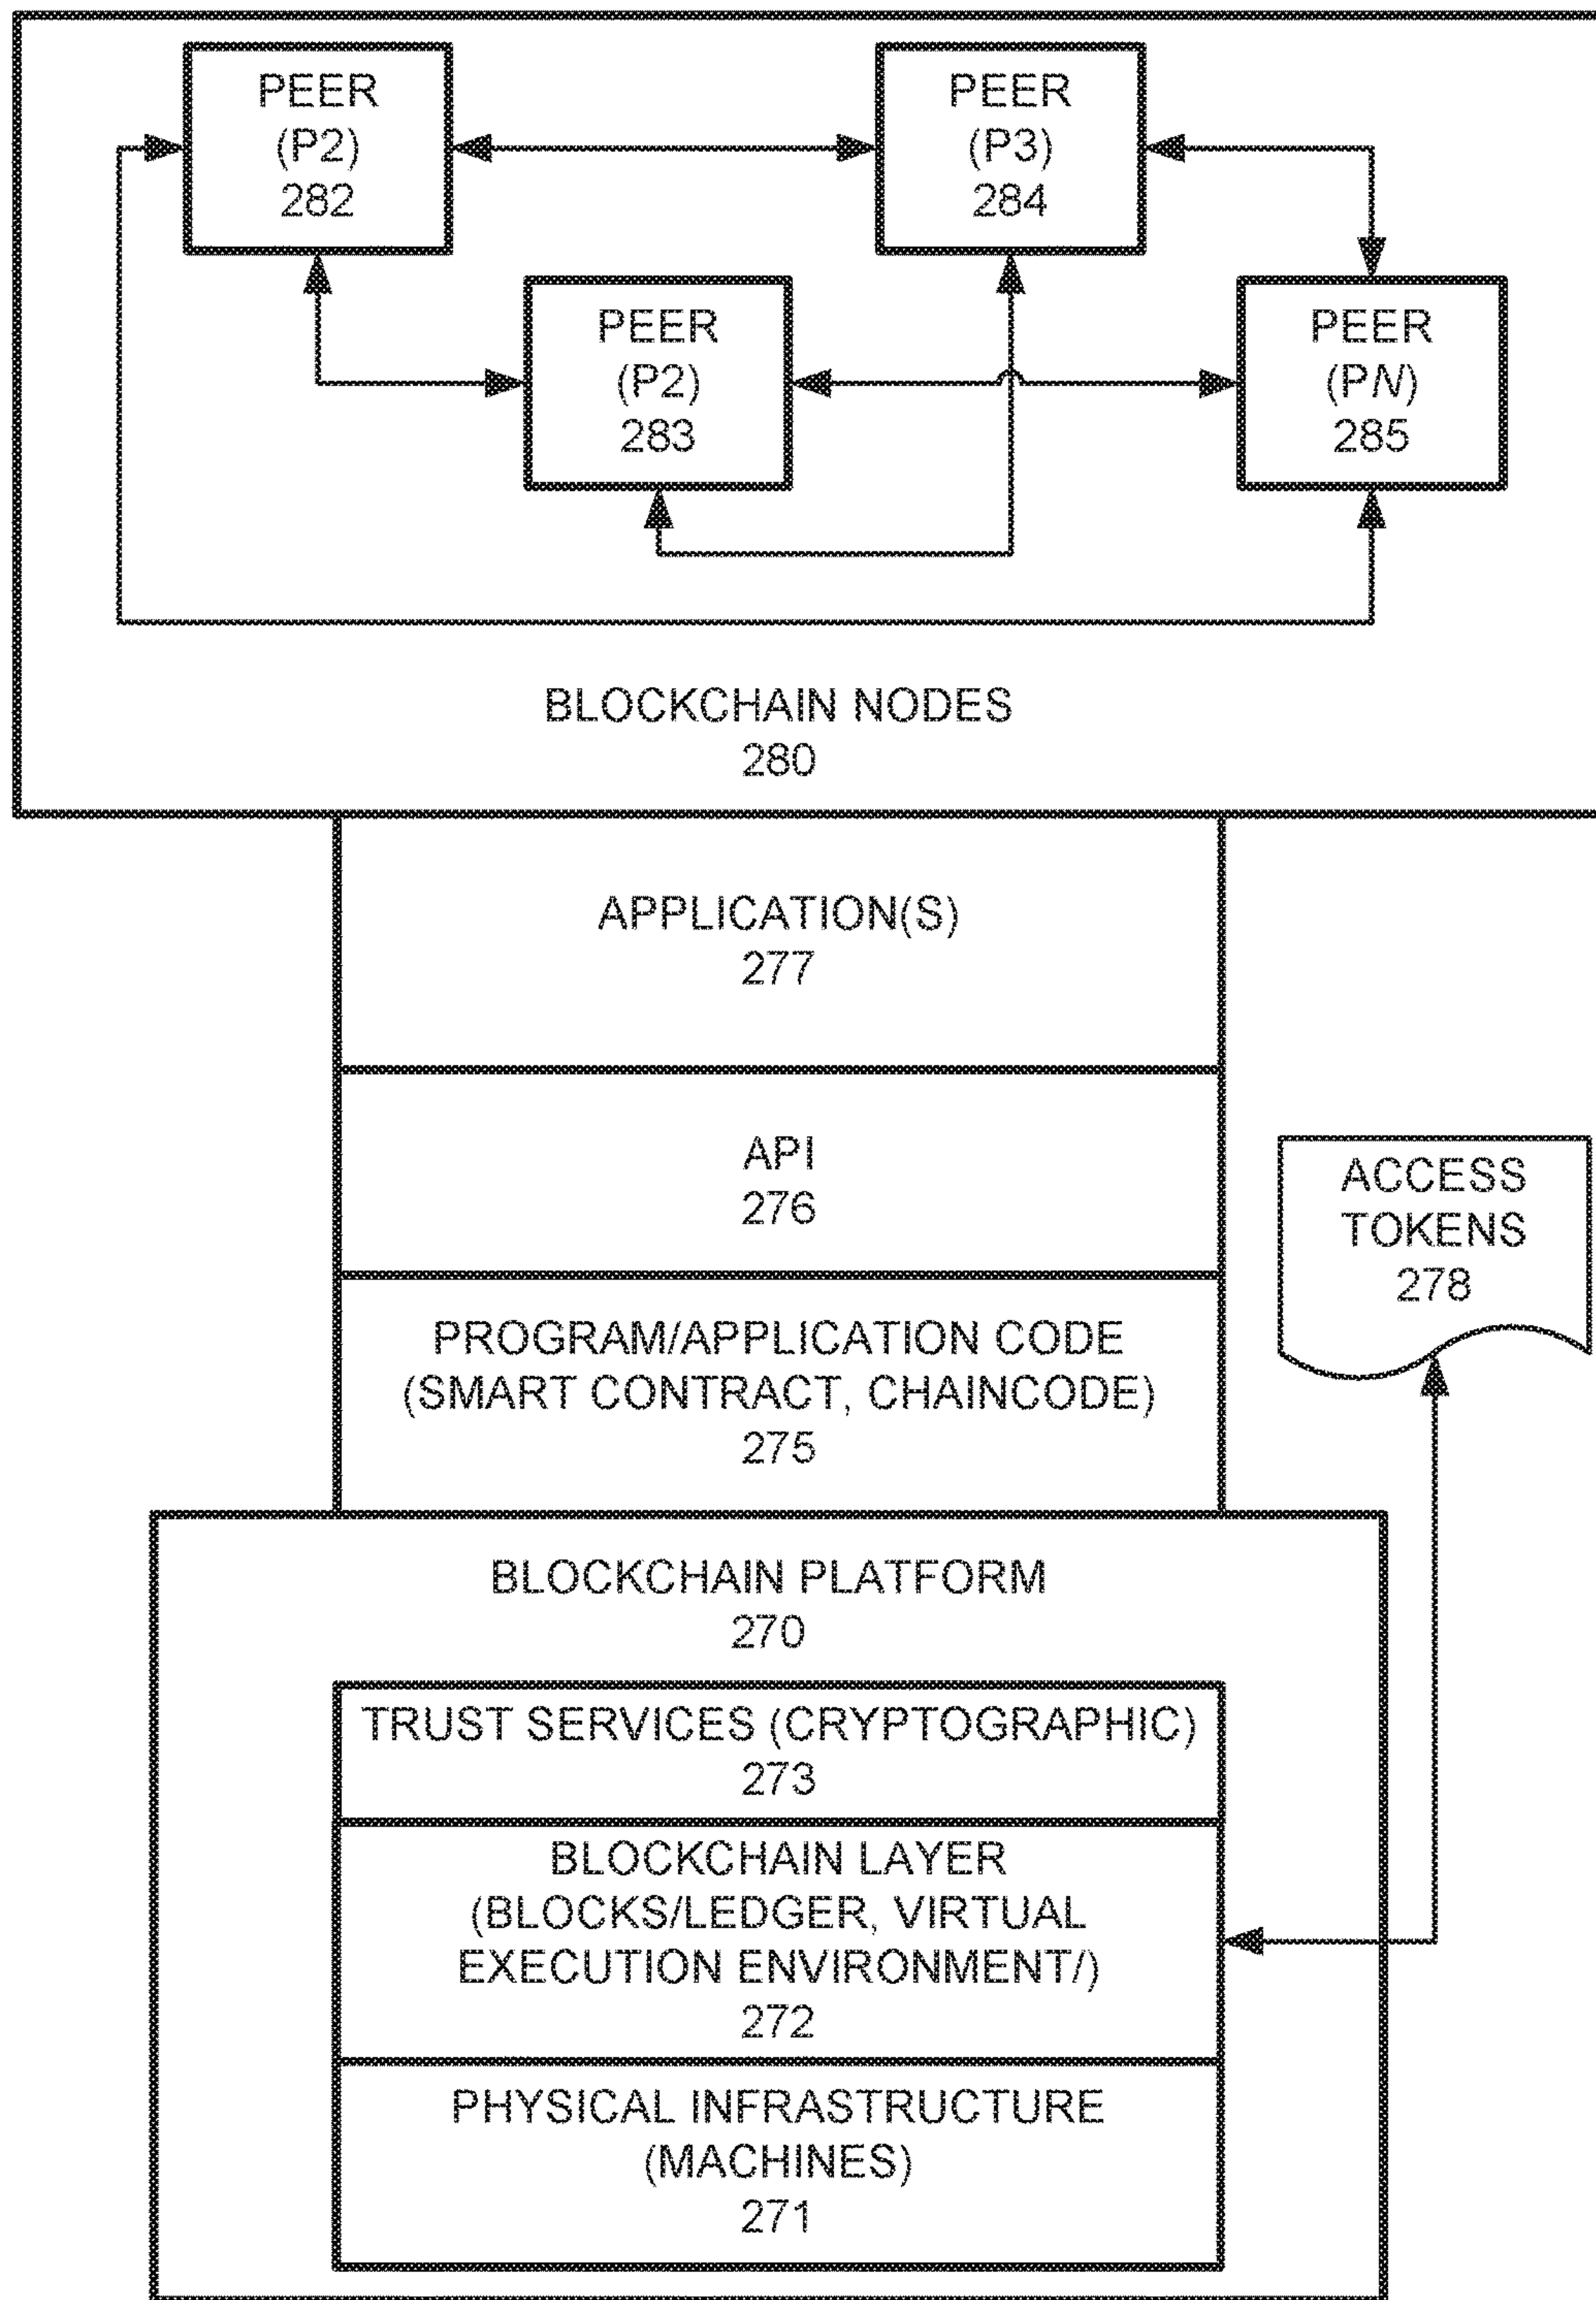 PEER
(P2)
282
PEER
(P3)
284
PEER
(P2)
283
PEER
(PN)
285
BLOCKCHAIN NODES
280
APPLICATION(S)
277
API
276
ACCESS
TOKENS
278
PROGRAM/APPLICATION CODE
(SMART CONTRACT, CHAINCODE)
275
BLOCKCHAIN PLATFORM
270
TRUST SERVICES (CRYPTOGRAPHIC)
273
BLOCKCHAIN LAYER
(BLOCKS/LEDGER, VIRTUAL
EXECUTION ENVIRONMENT/)
272
PHYSICAL INFRASTRUCTURE
(MACHINES)
271